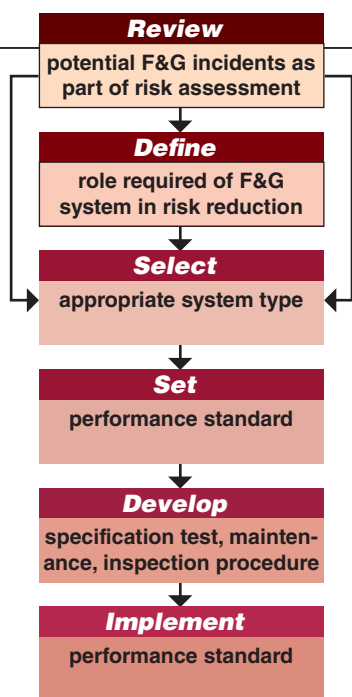 Review
potential F&G incidents as
part of risk assessment
Define
role required of F&G
system in risk reduction
Select
appropriate system type
Set
performance standard
Develop
specification test, mainten-
ance, inspection procedure
Implement
performance standard